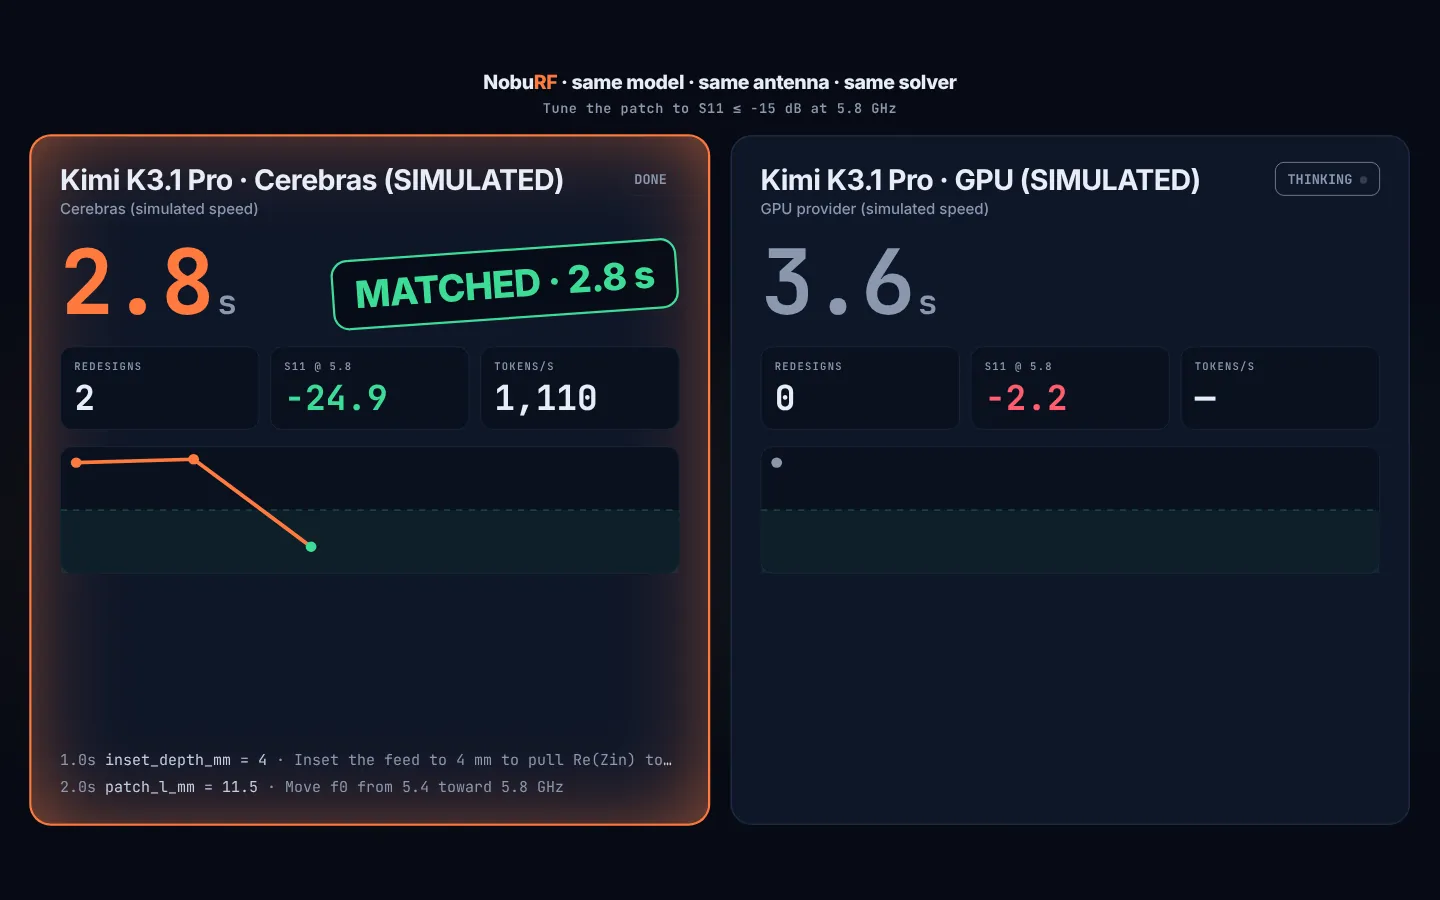 NobuRF · same model · same antenna · same solver
Tune the patch to S11 ≤ -15 dB at 5.8 GHz
Kimi K3.1 Pro · Cerebras (SIMULATED)
DONE
Cerebras (simulated speed)
2.8 s
MATCHED · 2.8 s
REDESIGNS
2
S11 @ 5.8
-24.9
TOKENS/S
1,110
1.0s inset_depth_mm = 4 · Inset the feed to 4 mm to pull Re(Zin) to…
2.0s patch_l_mm = 11.5 · Move f0 from 5.4 toward 5.8 GHz
Kimi K3.1 Pro · GPU (SIMULATED)
THINKING
GPU provider (simulated speed)
3.6 s
REDESIGNS
0
S11 @ 5.8
-2.2
TOKENS/S
—